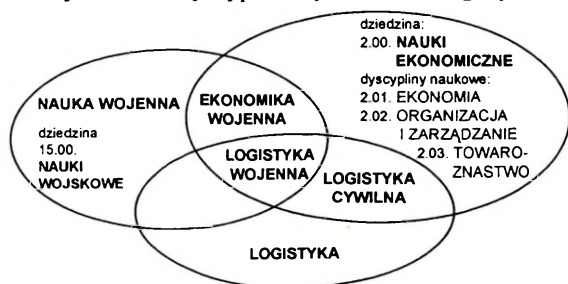 dziedzina:
2.00. NAUKI
EKONOMICZNE
dyscypliny naukowe:
2.01. EKONOMIA
2.02. ORGANIZACJA
I ZARZĄDZANIE
2.03. TOWARO-
ZNASTWO
NAUKA WOJENNA
dziedzina
15.00.
NAUKI
WOJSKOWE
EKONOMIKA
WOJENNA
LOGISTYKA
WOJENNA
LOGISTYKA
CYWILNA
LOGISTYKA